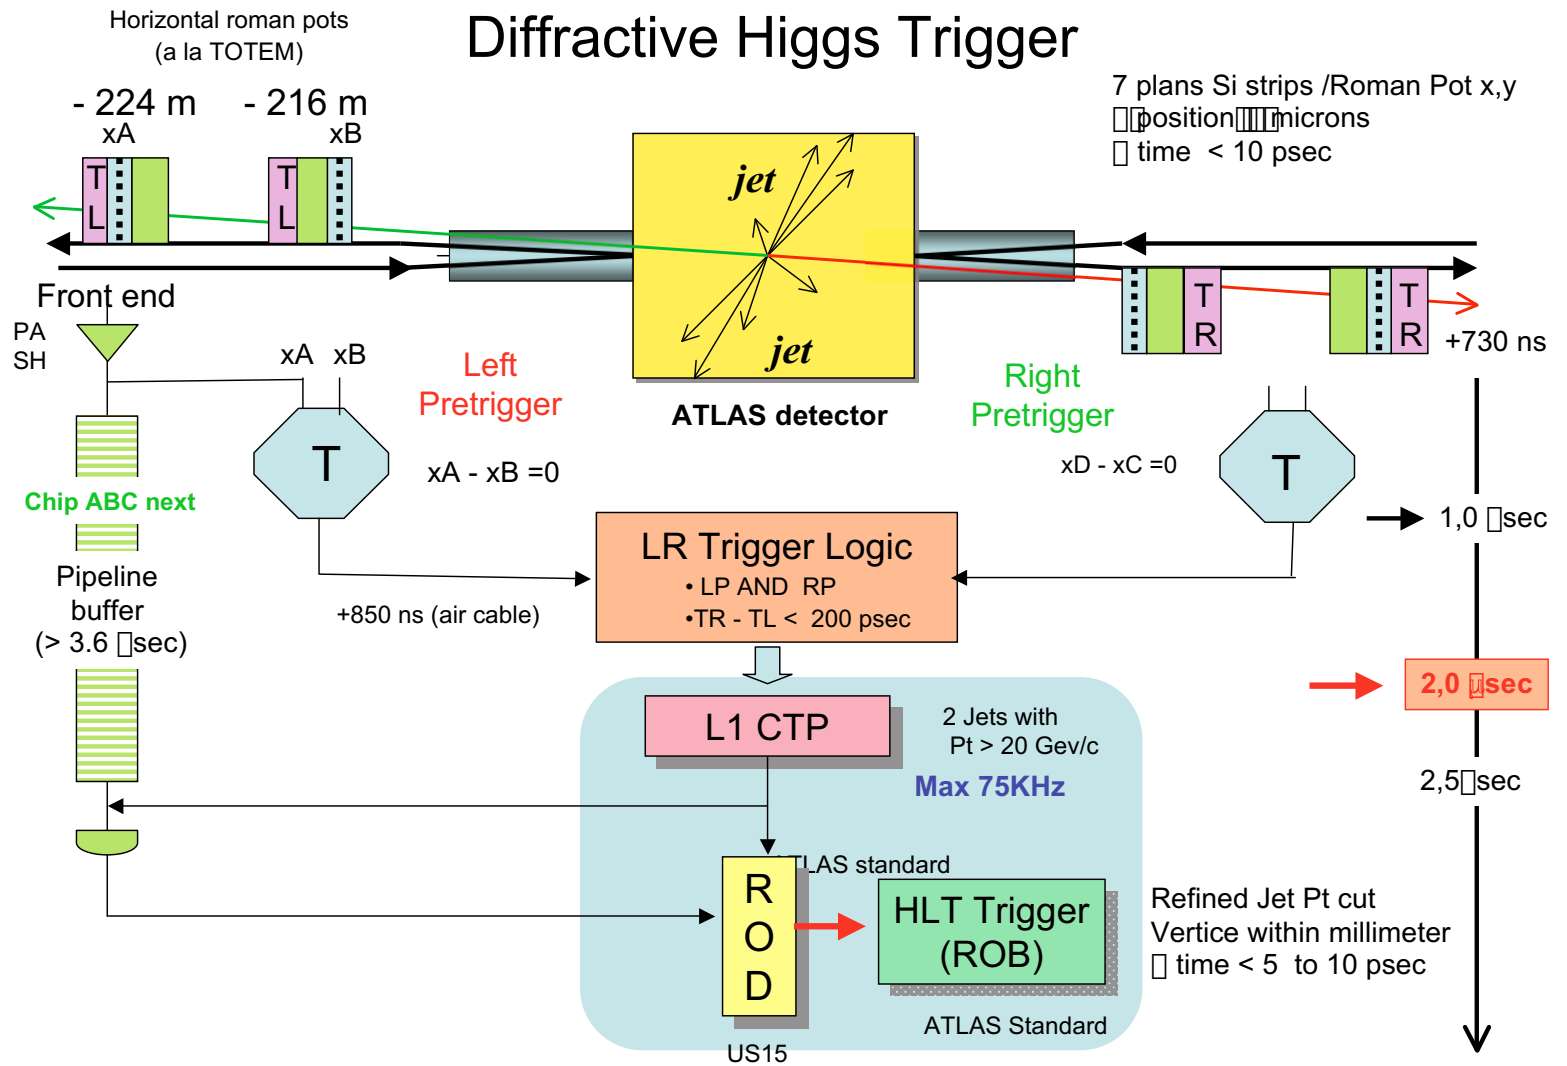 Diffractive Higgs Trigger
Horizontal roman pots
(a la TOTEM)
- 224 m
- 216 m
xA
xB
T
L
T
L
7 plans Si strips /Roman Pot x,y
position microns
time < 10 psec
jet
jet
ATLAS detector
T
R
T
R
+730 ns
Front end
PA
SH
xA xB
T
Left
Pretrigger
xA - xB =0
Right
Pretrigger
xD - xC =0
T
Chip ABC next
Pipeline
buffer
(> 3.6 sec)
+850 ns (air cable)
LR Trigger Logic
• LP AND RP
•TR - TL < 200 psec
1,0 sec
2,0 µsec
2,5 sec
L1 CTP
2 Jets with
Pt > 20 Gev/c
Max 75KHz
ATLAS standard
R
O
D
HLT Trigger
(ROB)
ATLAS Standard
US15
Refined Jet Pt cut
Vertice within millimeter
time < 5 to 10 psec